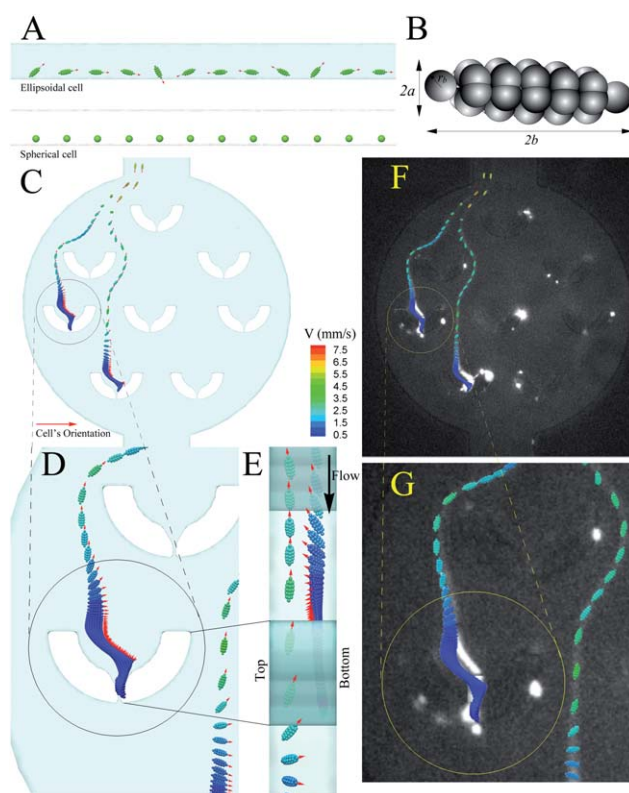 A
B
Ellipsoidal cell
2a
Spherical cell
2b
C
F
V (mm/s)
7.5
6.5
5.5
4.5
3.5
2.5
1.5
0.5
Cell's Orientation
D
E
Flow
G
Top
Bottom